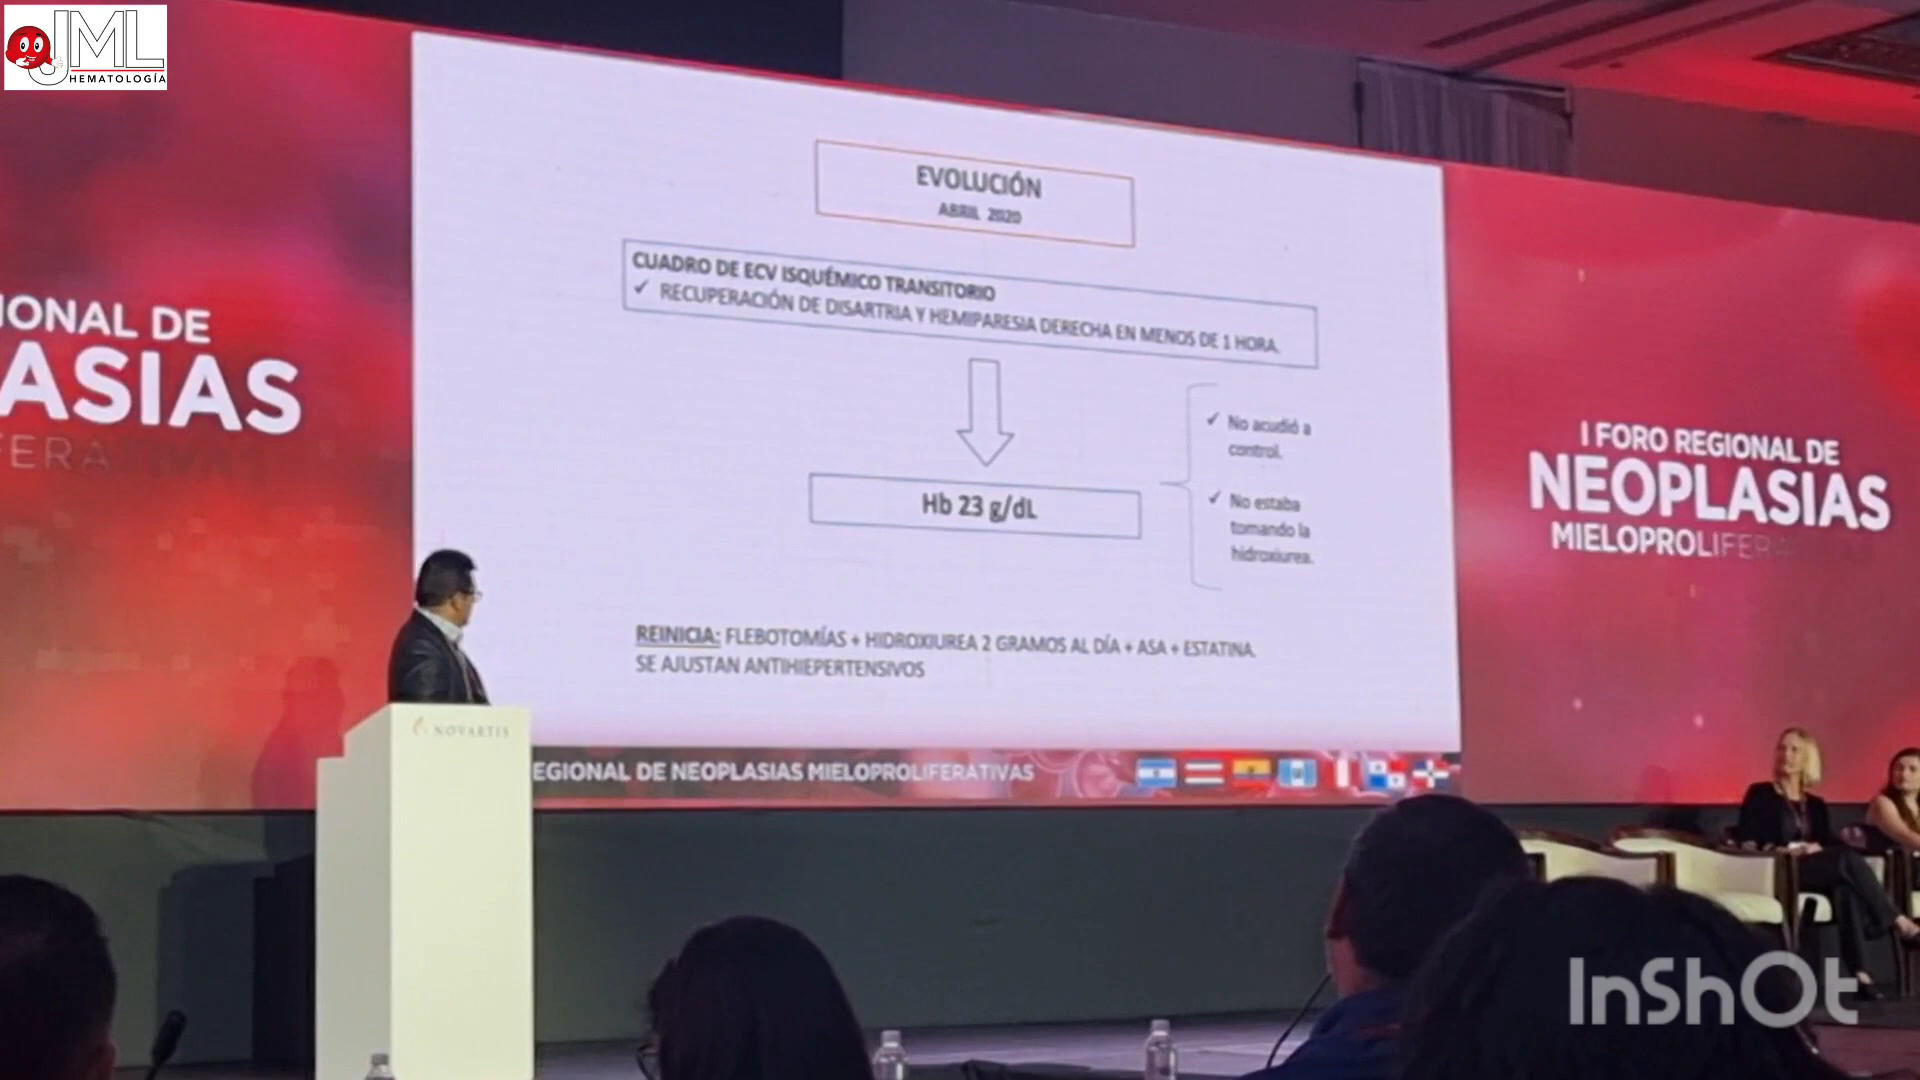 JML
HEMATOLOGÍA
EVOLUCIÓN
ABRIL 2020
CUADRO DE ECV ISQUÉMICO TRANSITORIO
✓ RECUPERACIÓN DE DISARTRIA Y HEMIPARESIA DERECHA EN MENOS DE 1 HORA.
Hb 23 g/dL
✓ No acudió a
control.
✓ No estaba
tomando la
hidroxiurea.
REINICIA: FLEBOTOMÍAS + HIDROXIUREA 2 GRAMOS AL DÍA + ASA + ESTATINA.
SE AJUSTAN ANTIHIEPERTENSIVOS
IONAL DE
ASIAS
FERATIVAS
I FORO REGIONAL DE
NEOPLASIAS
MIELOPROLIFERA
NOVARTIS
EGIONAL DE NEOPLASIAS MIELOPROLIFERATIVAS
InShOt